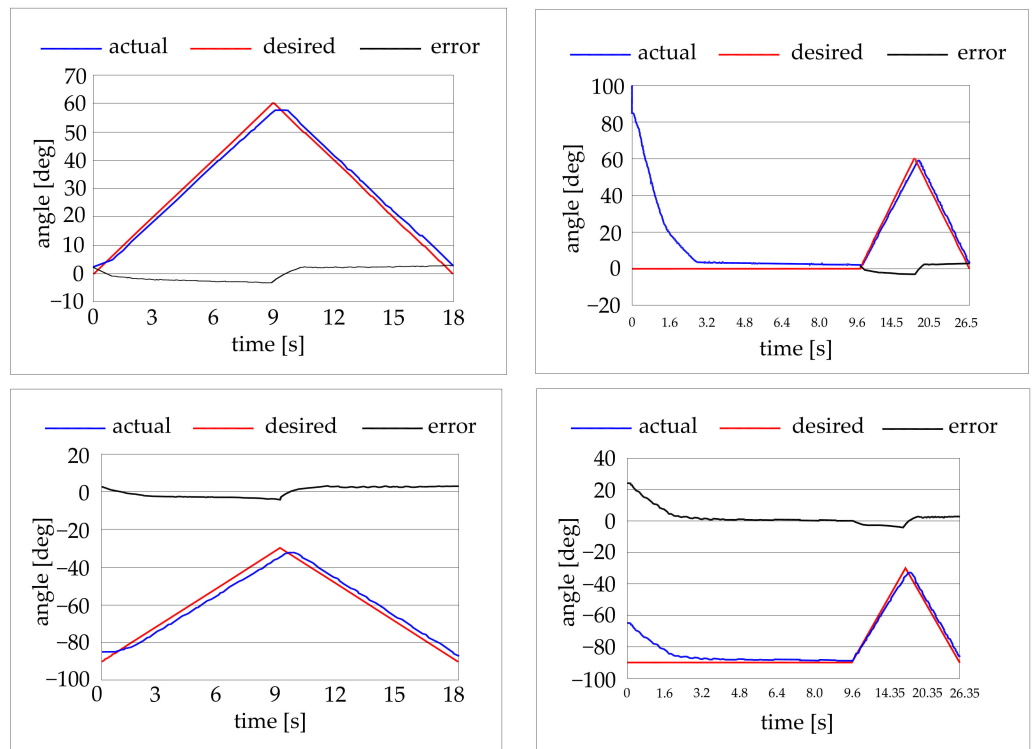 actual desired error
70
60
50
40
30
20
10
0
−10
angle [deg]
0 3 6 9 12 15 18
time [s]
actual desired error
100
80
60
40
20
0
−20
angle [deg]
0 1.6 3.2 4.8 6.4 8.0 9.6 14.5 20.5 26.5
time [s]
actual desired error
20
0
−20
−40
−60
−80
−100
angle [deg]
0 3 6 9 12 15 18
time [s]
actual desired error
40
20
0
−20
−40
−60
−80
−100
angle [deg]
0 1.6 3.2 4.8 6.4 8.0 9.6 14.35 20.35 26.35
time [s]